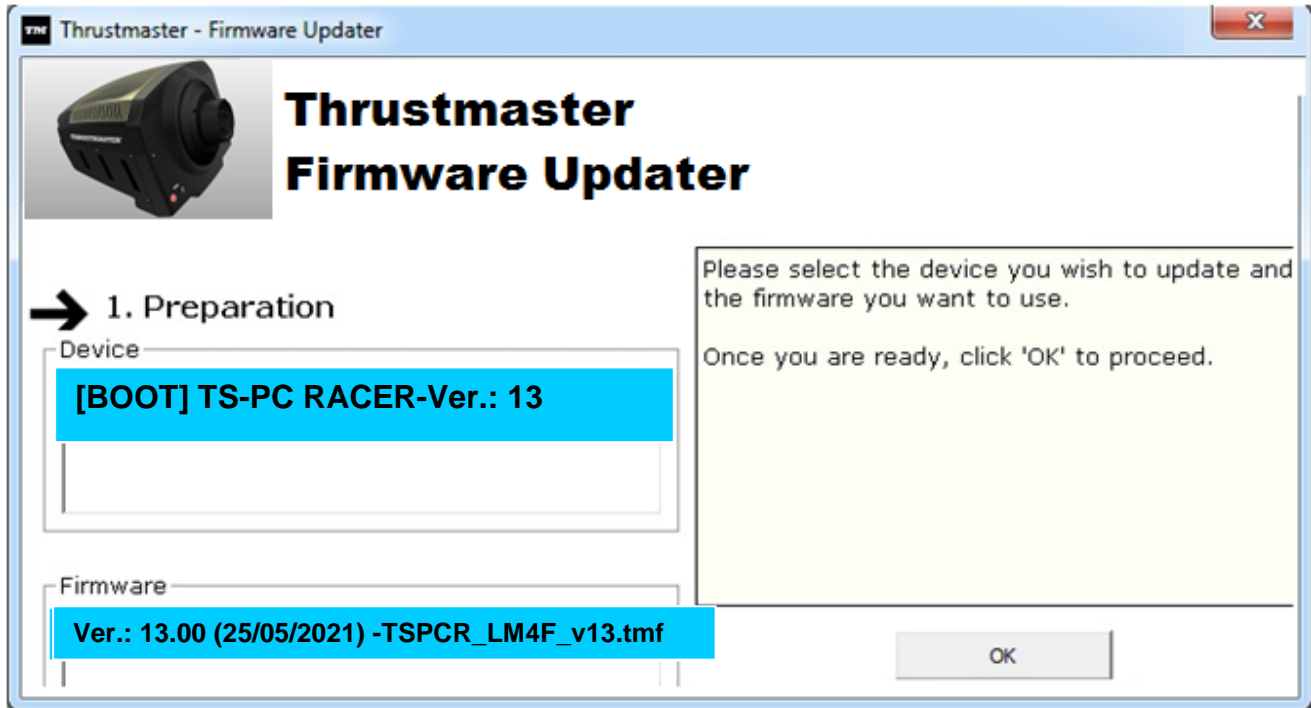 TM Thrustmaster - Firmware Updater
Thrustmaster
Firmware Updater
1. Preparation
Device
[BOOT] TS-PC RACER-Ver.: 13
Please select the device you wish to update and
the firmware you want to use.
Once you are ready, click 'OK' to proceed.
Firmware
Ver.: 13.00 (25/05/2021) -TSPCR_LM4F_v13.tmf
OK